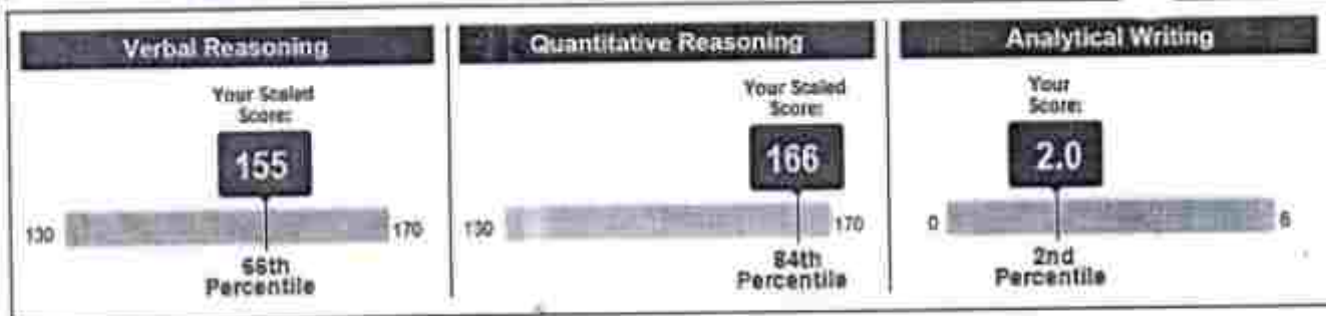 Verbal Reasoning
Your Scaled
Score:
155
130
170
66th
Percentile
Quantitative Reasoning
Your Scaled
Score:
166
130
170
84th
Percentile
Analytical Writing
Your
Score:
2.0
0
6
2nd
Percentile